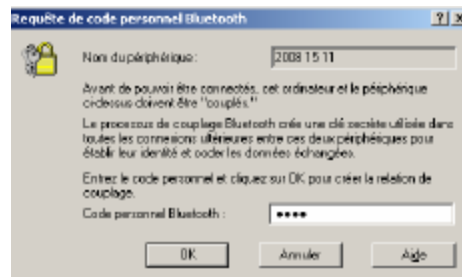 Requête de code personnel Bluetooth
Nom du périphérique :
2008 15 11
Avant de pouvoir être connectés, cet ordinateur et le périphérique
ci-dessus doivent être "couplés."
Le processus de couplage Bluetooth crée une clé secrète utilisée dans
toutes les connexions ultérieures entre ces deux périphériques pour
établir leur identité et coder les données échangées.
Entrez le code personnel et cliquez sur OK pour créer la relation de
couplage.
Code personnel Bluetooth :
••••
OK
Annuler
Aide